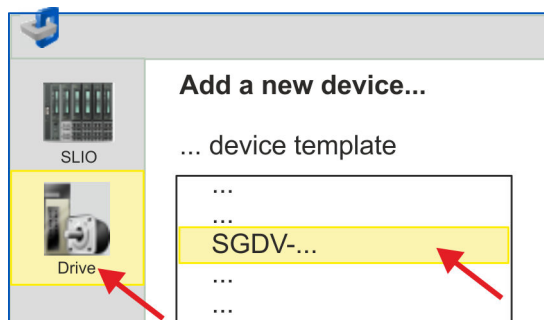 Add a new device...
... device template
SLIO
Drive
...
...
SGDV-...
...
...